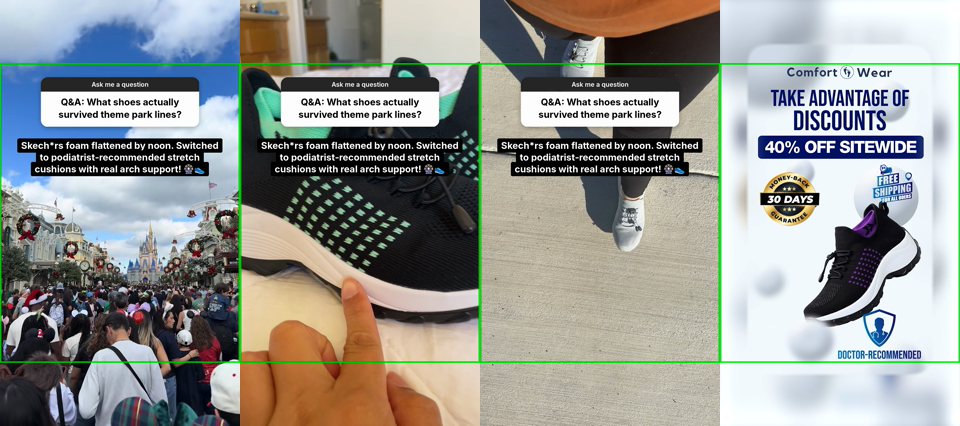 Ask me a question
Q&A: What shoes actually
survived theme park lines?
Skech*rs foam flattened by noon. Switched
to podiatrist-recommended stretch
cushions with real arch support! 🎡👟
Ask me a question
Q&A: What shoes actually
survived theme park lines?
Skech*rs foam flattened by noon. Switched
to podiatrist-recommended stretch
cushions with real arch support! 🎡👟
Ask me a question
Q&A: What shoes actually
survived theme park lines?
Skech*rs foam flattened by noon. Switched
to podiatrist-recommended stretch
cushions with real arch support! 🎡👟
Comfort Wear
TAKE ADVANTAGE OF
DISCOUNTS
40% OFF SITEWIDE
MONEY-BACK
30 DAYS
GUARANTEE
FREE
SHIPPING
FOR ALL USERS
DOCTOR-RECOMMENDED